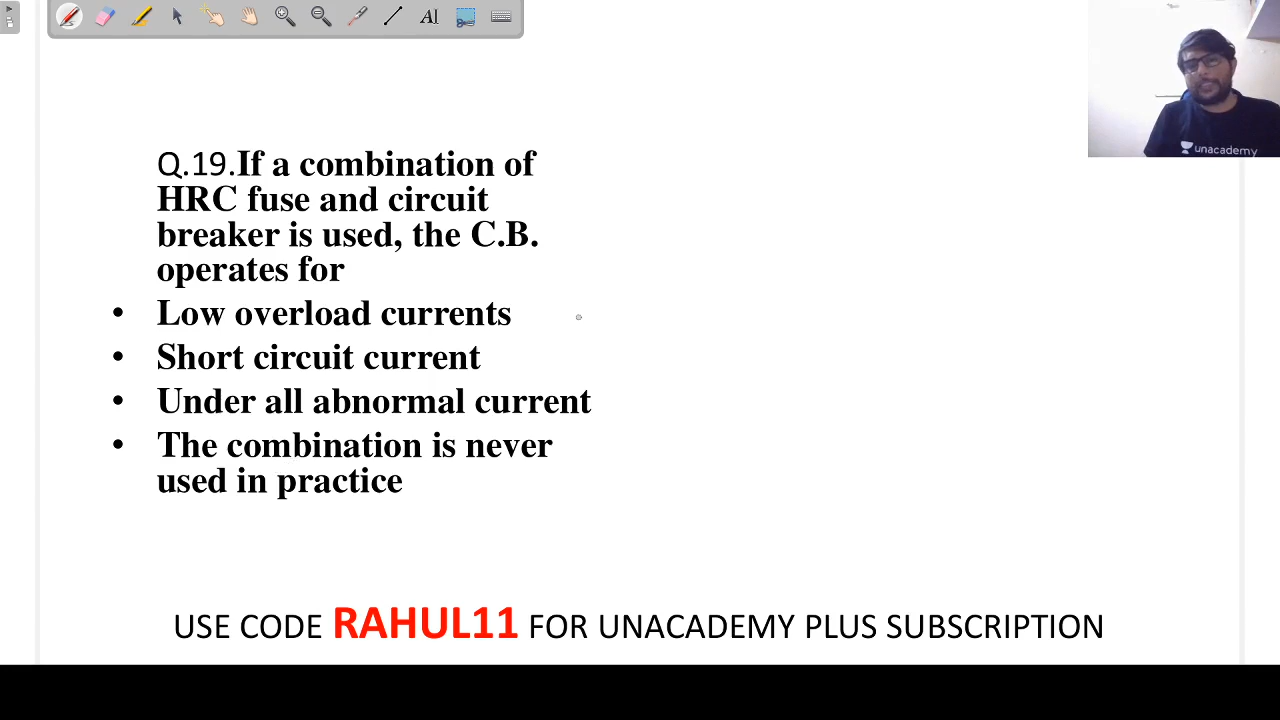 AI
unacademy
Q.19.If a combination of
HRC fuse and circuit
breaker is used, the C.B.
operates for
• Low overload currents
• Short circuit current
• Under all abnormal current
• The combination is never
used in practice
USE CODE RAHUL11 FOR UNACADEMY PLUS SUBSCRIPTION